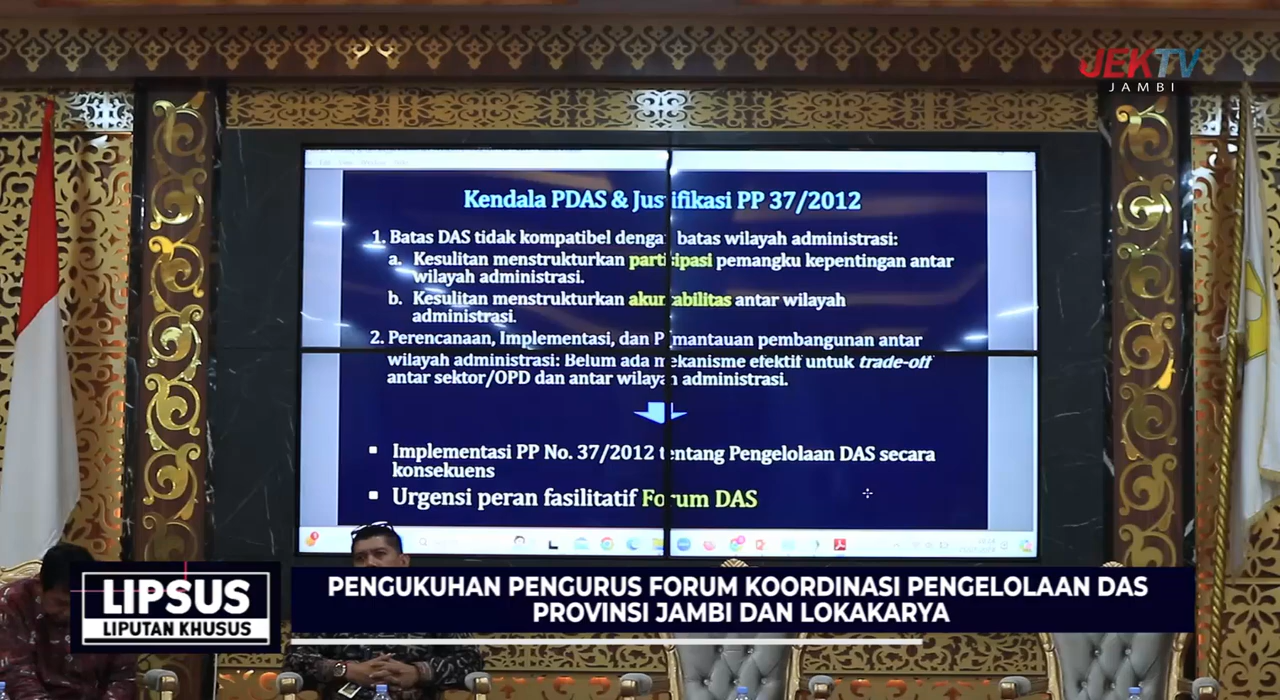 JEKTV
JAMBI
Kendala PDAS & Justifikasi PP 37/2012
1. Batas DAS tidak kompatibel dengan batas wilayah administrasi:
a. Kesulitan menstrukturkan partisipasi pemangku kepentingan antar
wilayah administrasi.
b. Kesulitan menstrukturkan akuntabilitas antar wilayah
administrasi.
2. Perencanaan, Implementasi, dan Pemantauan pembangunan antar
wilayah administrasi: Belum ada mekanisme efektif untuk trade-off
antar sektor/OPD dan antar wilayah administrasi.
▪ Implementasi PP No. 37/2012 tentang Pengelolaan DAS secara
konsekuens
▪ Urgensi peran fasilitatif Forum DAS
LIPSUS
LIPUTAN KHUSUS
PENGUKUHAN PENGURUS FORUM KOORDINASI PENGELOLAAN DAS
PROVINSI JAMBI DAN LOKAKARYA